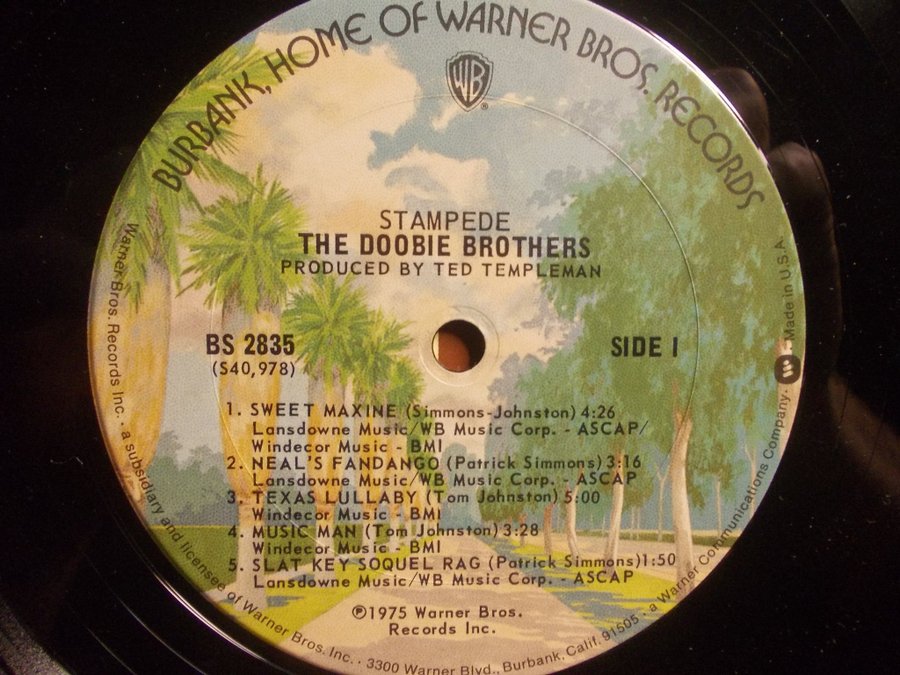 BURBANK, HOME OF WARNER BROS. RECORDS
WB
®
STAMPEDE
THE DOOBIE BROTHERS
PRODUCED BY TED TEMPLEMAN
BS 2835
(S40,978)
SIDE 1
1. SWEET MAXINE (Simmons-Johnston) 4:26
Lansdowne Music/WB Music Corp. - ASCAP/
Windecor Music - BMI
2. NEAL'S FANDANGO (Patrick Simmons) 3:16
Lansdowne Music/WB Music Corp. - ASCAP
3. TEXAS LULLABY (Tom Johnston) 5:00
Windecor Music - BMI
4. MUSIC MAN (Tom Johnston) 3:28
Windecor Music - BMI
5. SLAT KEY SOQUEL RAG (Patrick Simmons) 1:50
Lansdowne Music/WB Music Corp. - ASCAP
℗1975 Warner Bros.
Records Inc.
Warner Bros. Records Inc. · a subsidiary and licensee of Warner Bros. Inc. · 3300 Warner Blvd., Burbank, Calif. 91505 · a Warner Communications Company · Made in U.S.A.